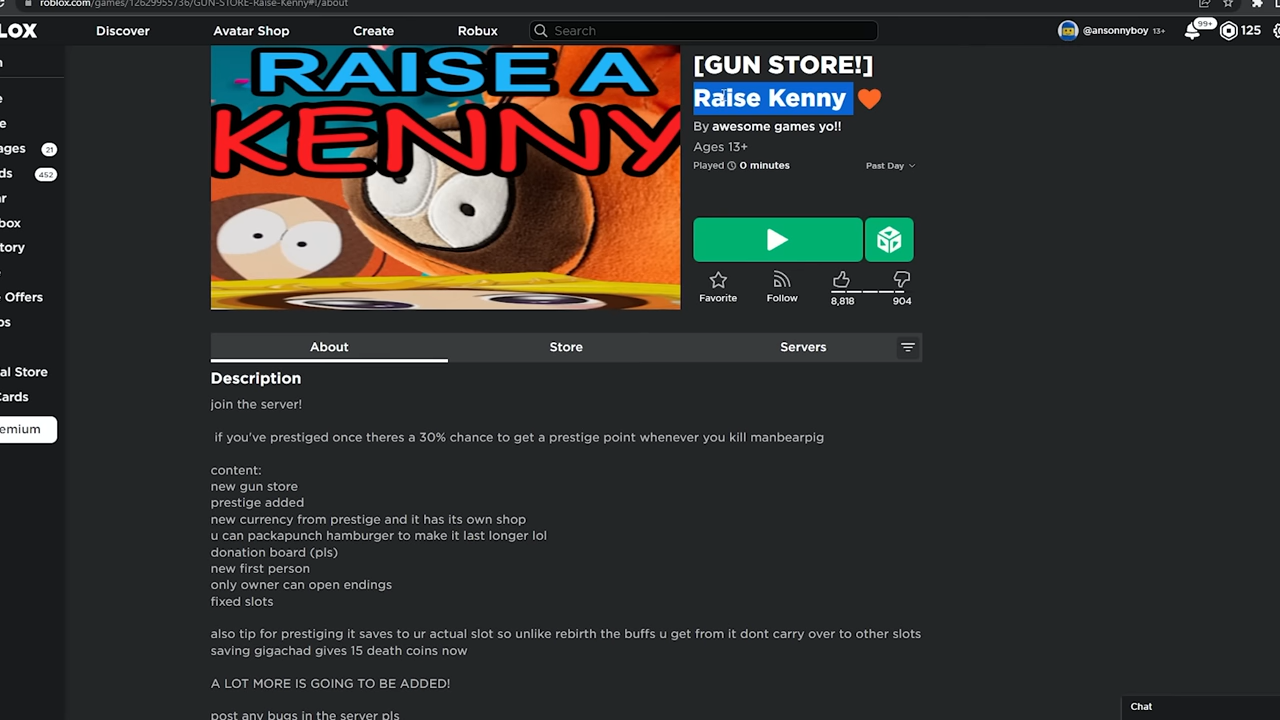 roblox.com/games/12629955736/GUN-STORE-Raise-Kenny#!/about
LOX
Discover
Avatar Shop
Create
Robux
Search
@ansonnyboy 13+
99+
125
ages 21
ds 452
ar
box
tory
Offers
os
al Store
Cards
emium
RAISE A
KENNY
[GUN STORE!]
Raise Kenny 🧡
By awesome games yo!!
Ages 13+
Played 0 minutes
Past Day
Favorite
Follow
8,818
904
About
Store
Servers
Description
join the server!
if you've prestiged once theres a 30% chance to get a prestige point whenever you kill manbearpig
content:
new gun store
prestige added
new currency from prestige and it has its own shop
u can packapunch hamburger to make it last longer lol
donation board (pls)
new first person
only owner can open endings
fixed slots
also tip for prestiging it saves to ur actual slot so unlike rebirth the buffs u get from it dont carry over to other slots
saving gigachad gives 15 death coins now
A LOT MORE IS GOING TO BE ADDED!
post any bugs in the server pls
Chat